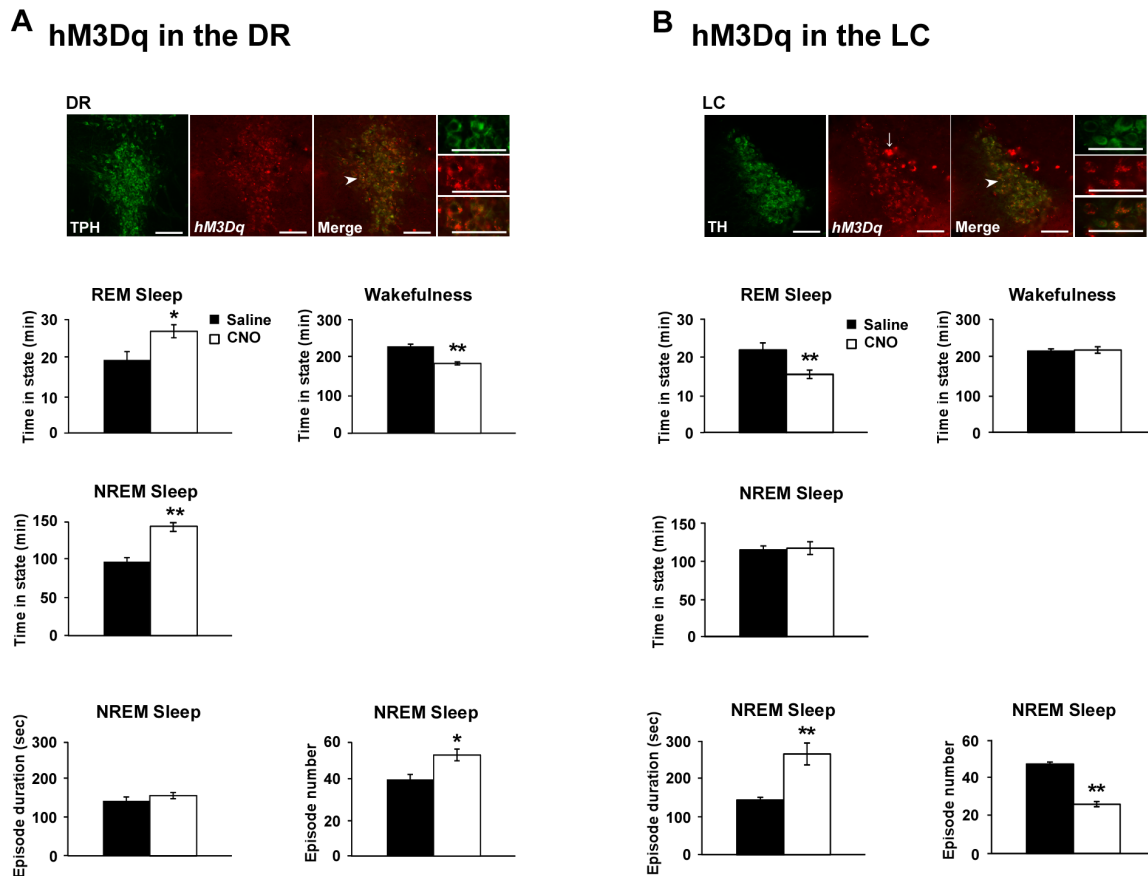 A hM3Dq in the DR
DR
TPH
hM3Dq
Merge
REM Sleep
Time in state (min)
30
20
10
0
*
Saline
CNO
Wakefulness
Time in state (min)
300
200
100
0
**
NREM Sleep
Time in state (min)
150
100
50
0
**
NREM Sleep
Episode duration (sec)
300
200
100
0
NREM Sleep
Episode number
60
40
20
0
*
B hM3Dq in the LC
LC
TH
hM3Dq
Merge
REM Sleep
Time in state (min)
30
20
10
0
**
Saline
CNO
Wakefulness
Time in state (min)
300
200
100
0
NREM Sleep
Time in state (min)
150
100
50
0
NREM Sleep
Episode duration (sec)
300
200
100
0
**
NREM Sleep
Episode number
60
40
20
0
**